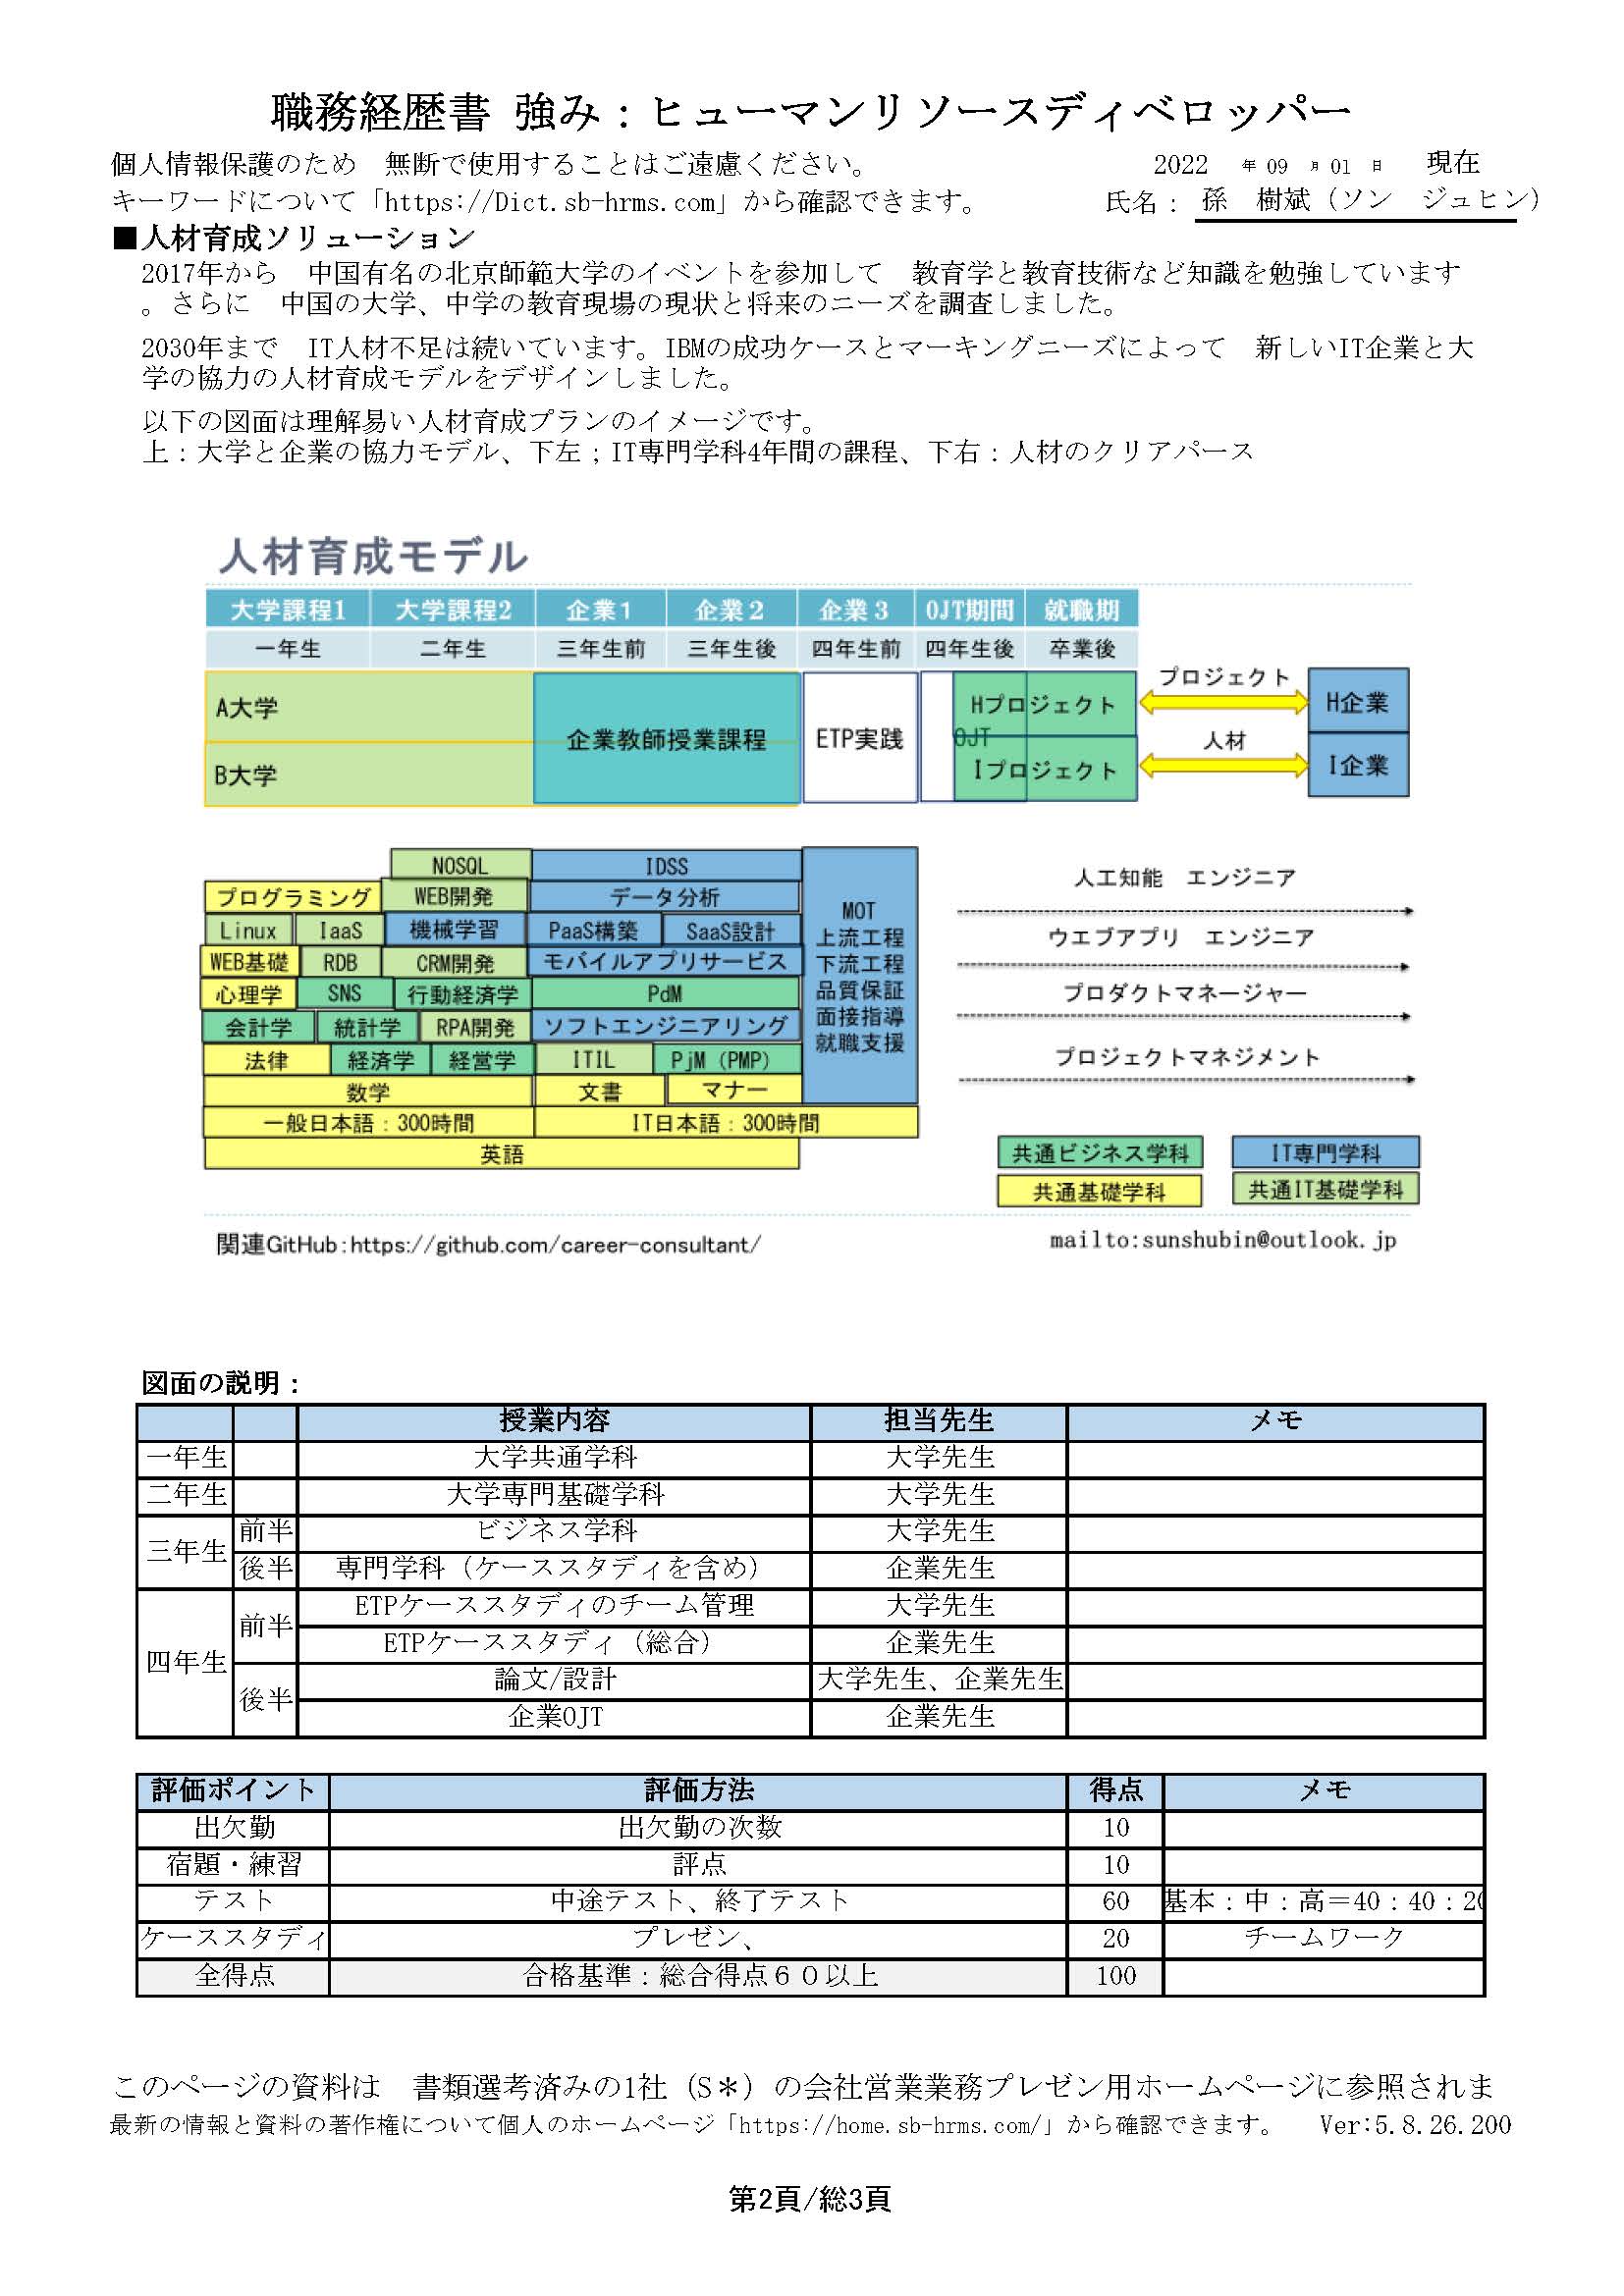 職務経歴書 強み：ヒューマンリソースディベロッパー
個人情報保護のため　無断で使用することはご遠慮ください。
2022 年 09 月 01 日 現在
キーワードについて「https://Dict.sb-hrms.com」から確認できます。
氏名： 孫　樹斌（ソン　ジュヒン）
■人材育成ソリューション
2017年から　中国有名の北京師範大学のイベントを参加して　教育学と教育技術など知識を勉強しています
。さらに　中国の大学、中学の教育現場の現状と将来のニーズを調査しました。
2030年まで　IT人材不足は続いています。IBMの成功ケースとマーキングニーズによって　新しいIT企業と大
学の協力の人材育成モデルをデザインしました。
以下の図面は理解易い人材育成プランのイメージです。
上：大学と企業の協力モデル、下左；IT専門学科4年間の課程、下右：人材のクリアパース
人材育成モデル
大学課程1 大学課程2 企業1 企業2 企業3 OJT期間 就職期
一年生 二年生 三年生前 三年生後 四年生前 四年生後 卒業後
A大学
B大学
企業教師授業課程
ETP実践
Hプロジェクト
OJT
Iプロジェクト
プロジェクト
人材
H企業
I企業
NOSQL IDSS
プログラミング WEB開発 データ分析
Linux IaaS 機械学習 PaaS構築 SaaS設計
WEB基礎 RDB CRM開発 モバイルアプリサービス
心理学 SNS 行動経済学 PdM
会計学 統計学 RPA開発 ソフトエンジニアリング
法律 経済学 経営学 ITIL PjM（PMP）
数学 文書 マナー
一般日本語：300時間 IT日本語：300時間
英語
MOT
上流工程
下流工程
品質保証
面接指導
就職支援
人工知能　エンジニア
ウエブアプリ　エンジニア
プロダクトマネージャー
プロジェクトマネジメント
共通ビジネス学科 IT専門学科
共通基礎学科 共通IT基礎学科
関連GitHub：https://github.com/career-consultant/
mailto:sunshubin@outlook.jp
図面の説明：
授業内容 担当先生 メモ
一年生 大学共通学科 大学先生
二年生 大学専門基礎学科 大学先生
三年生 前半 ビジネス学科 大学先生
後半 専門学科（ケーススタディを含め） 企業先生
四年生 前半 ETPケーススタディのチーム管理 大学先生
ETPケーススタディ（総合） 企業先生
後半 論文/設計 大学先生、企業先生
企業OJT 企業先生
評価ポイント 評価方法 得点 メモ
出欠勤 出欠勤の次数 10
宿題・練習 評点 10
テスト 中途テスト、終了テスト 60 基本：中：高＝40：40：20
ケーススタディ プレゼン、 20 チームワーク
全得点 合格基準：総合得点６０以上 100
このページの資料は　書類選考済みの1社（S＊）の会社営業業務プレゼン用ホームページに参照されま
最新の情報と資料の著作権について個人のホームページ「https://home.sb-hrms.com/」から確認できます。 Ver:5.8.26.200
第2頁/総3頁